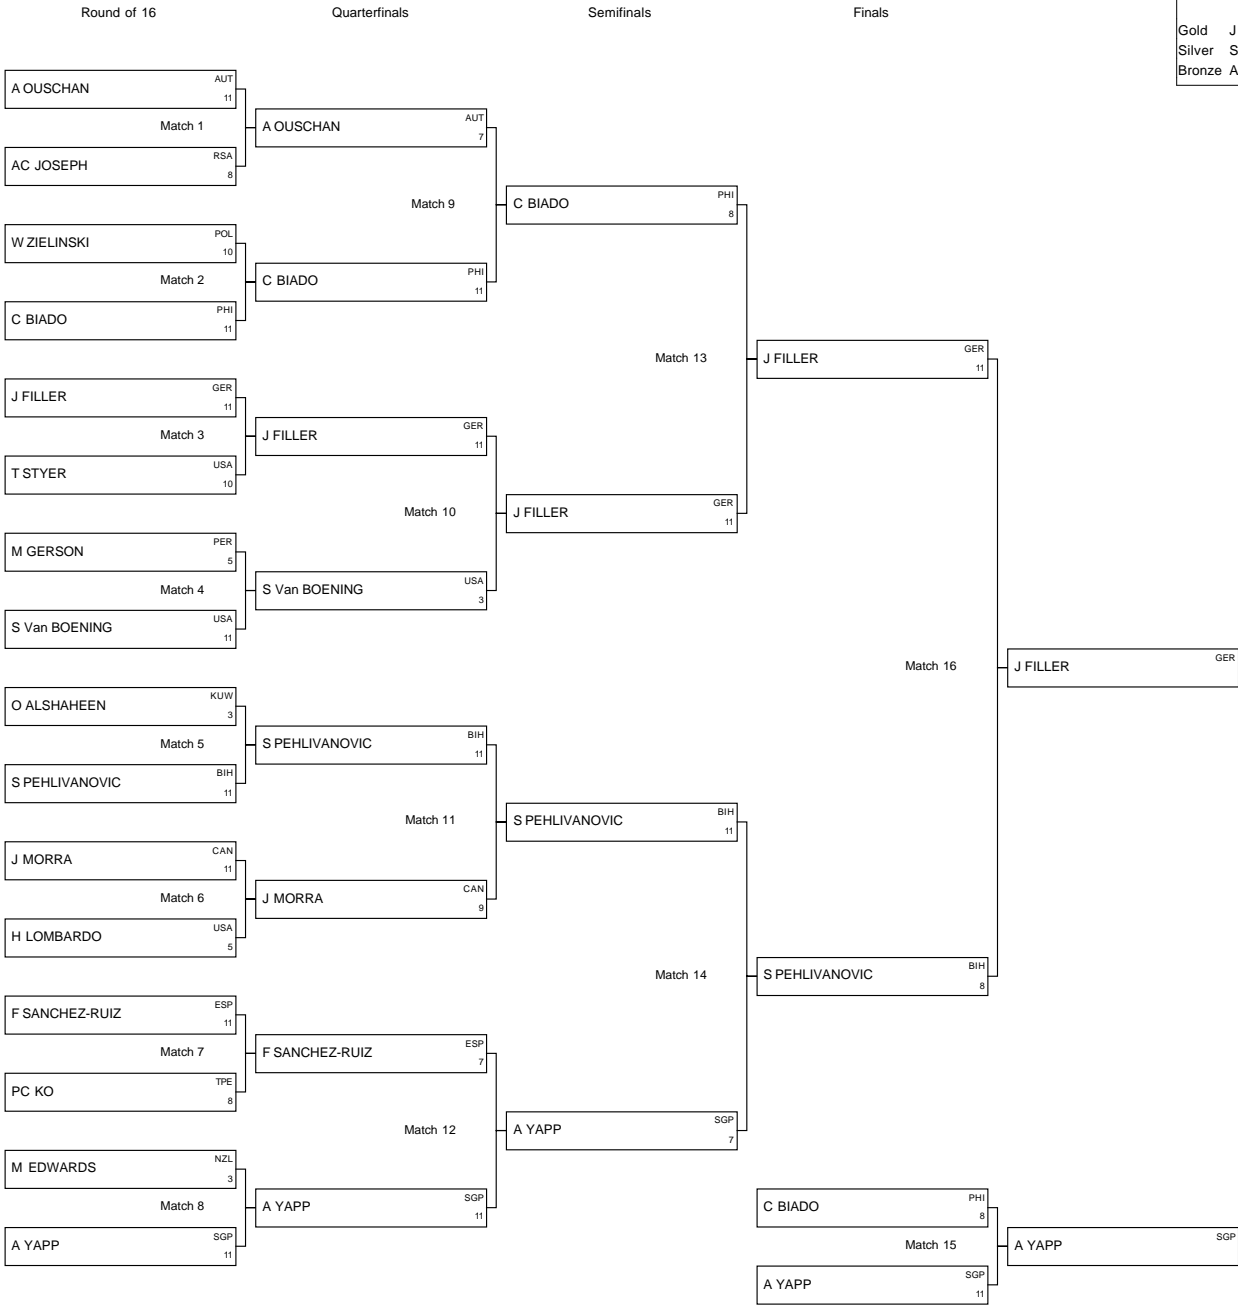 Round of 16 Quarterfinals Semifinals Finals
Gold J
Silver S
Bronze A
A OUSCHAN AUT 11
Match 1
AC JOSEPH RSA 8
W ZIELINSKI POL 10
Match 2
C BIADO PHI 11
J FILLER GER 11
Match 3
T STYER USA 10
M GERSON PER 5
Match 4
S Van BOENING USA 11
O ALSHAHEEN KUW 3
Match 5
S PEHLIVANOVIC BIH 11
J MORRA CAN 11
Match 6
H LOMBARDO USA 5
F SANCHEZ-RUIZ ESP 11
Match 7
PC KO TPE 8
M EDWARDS NZL 3
Match 8
A YAPP SGP 11
A OUSCHAN AUT 7
Match 9
C BIADO PHI 11
J FILLER GER 11
Match 10
S Van BOENING USA 3
S PEHLIVANOVIC BIH 11
Match 11
J MORRA CAN 9
F SANCHEZ-RUIZ ESP 7
Match 12
A YAPP SGP 11
C BIADO PHI 8
Match 13
J FILLER GER 11
S PEHLIVANOVIC BIH 11
Match 14
A YAPP SGP 7
J FILLER GER 11
Match 16
S PEHLIVANOVIC BIH 8
J FILLER GER
C BIADO PHI 8
Match 15
A YAPP SGP 11
A YAPP SGP